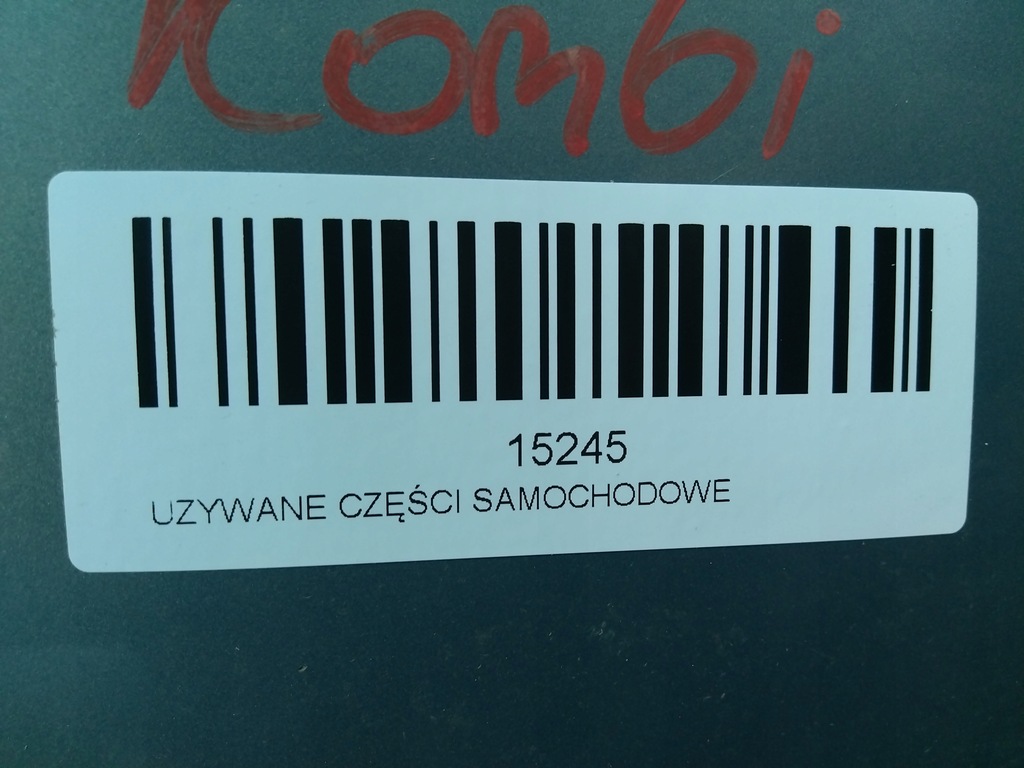 Kombi
15245
UZYWANE CZĘŚCI SAMOCHODOWE